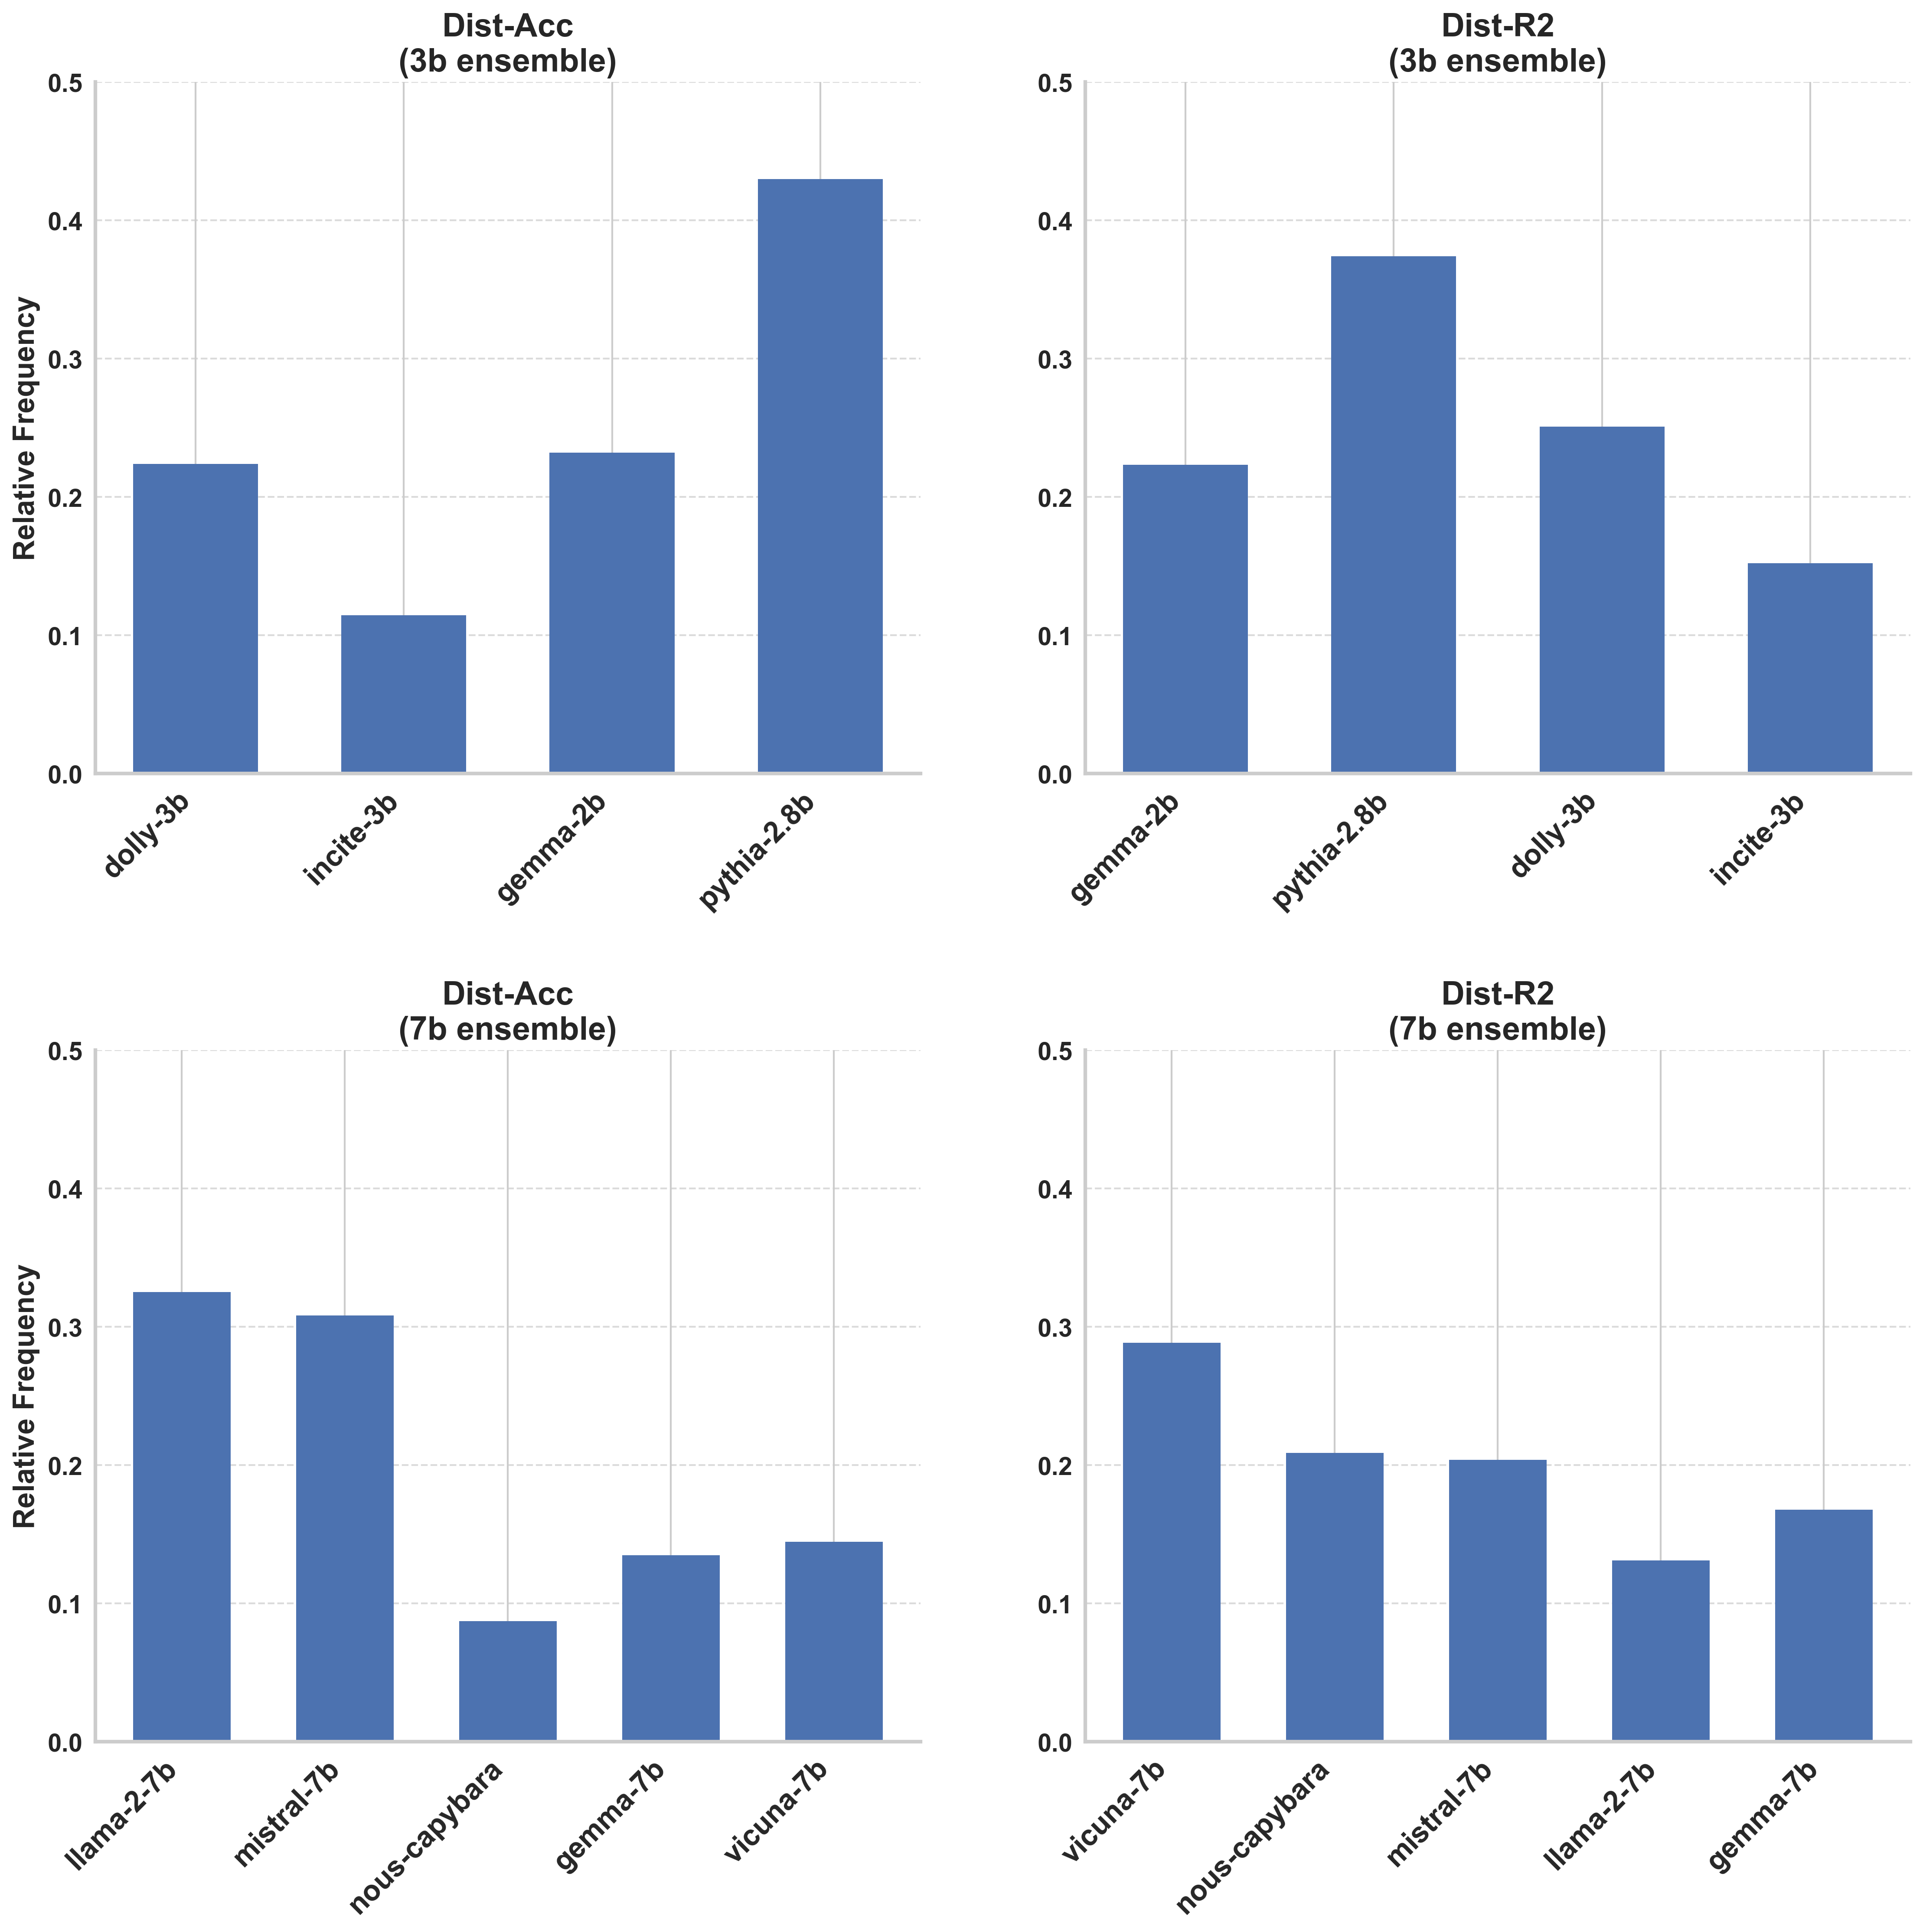 Dist-Acc
(3b ensemble)
Relative Frequency
0.5
0.4
0.3
0.2
0.1
0.0
dolly-3b
incite-3b
gemma-2b
pythia-2.8b
Dist-R2
(3b ensemble)
0.5
0.4
0.3
0.2
0.1
0.0
gemma-2b
pythia-2.8b
dolly-3b
incite-3b
Dist-Acc
(7b ensemble)
Relative Frequency
0.5
0.4
0.3
0.2
0.1
0.0
llama-2-7b
mistral-7b
nous-capybara
gemma-7b
vicuna-7b
Dist-R2
(7b ensemble)
0.5
0.4
0.3
0.2
0.1
0.0
vicuna-7b
nous-capybara
mistral-7b
llama-2-7b
gemma-7b